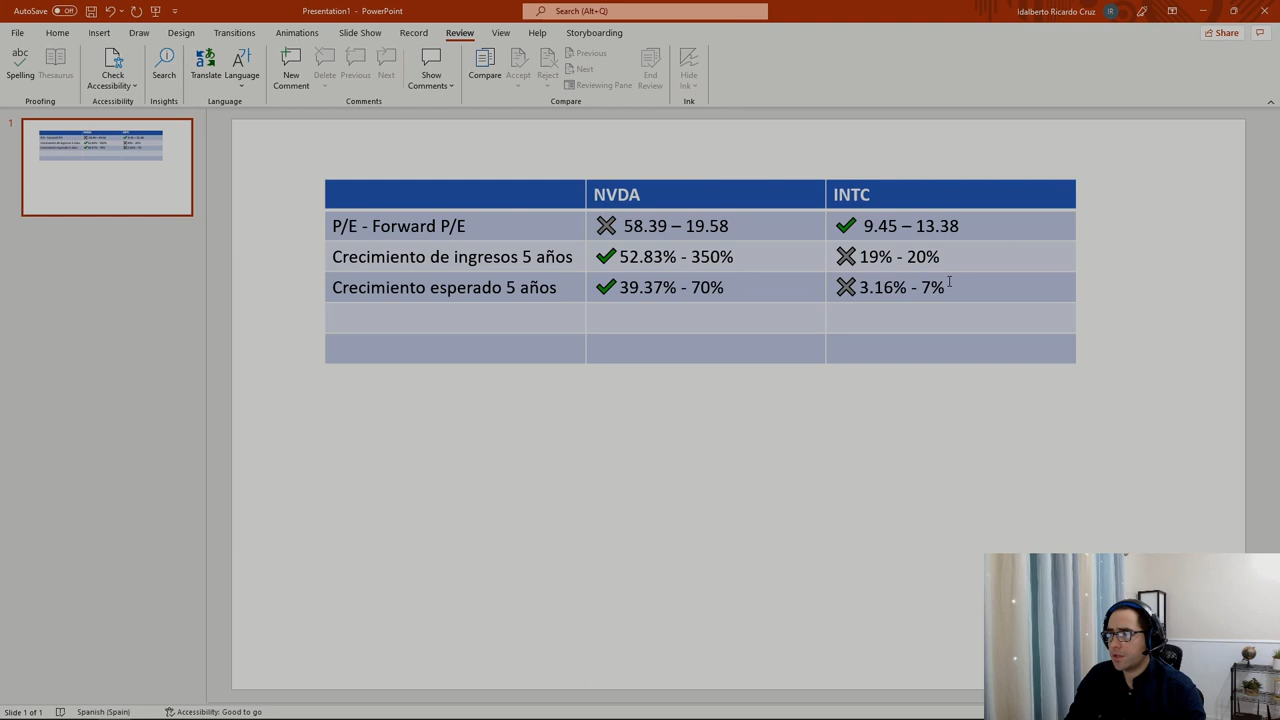 AutoSave Off Presentation1 - PowerPoint Search (Alt+Q) Idalberto Ricardo Cruz IR
File Home Insert Draw Design Transitions Animations Slide Show Record Review View Help Storyboarding Share
abc
Spelling Thesaurus Check Accessibility Search Translate Language New Comment Delete Previous Next Show Comments Compare Accept Reject Previous Next Reviewing Pane End Review Hide Ink
Proofing Accessibility Insights Language Comments Compare Ink
1
NVDA INTC
P/E - Forward P/E 58.39 – 19.58 9.45 – 13.38
Crecimiento de ingresos 5 años 52.83% - 350% 19% - 20%
Crecimiento esperado 5 años 39.37% - 70% 3.16% - 7%
Slide 1 of 1 Spanish (Spain) Accessibility: Good to go